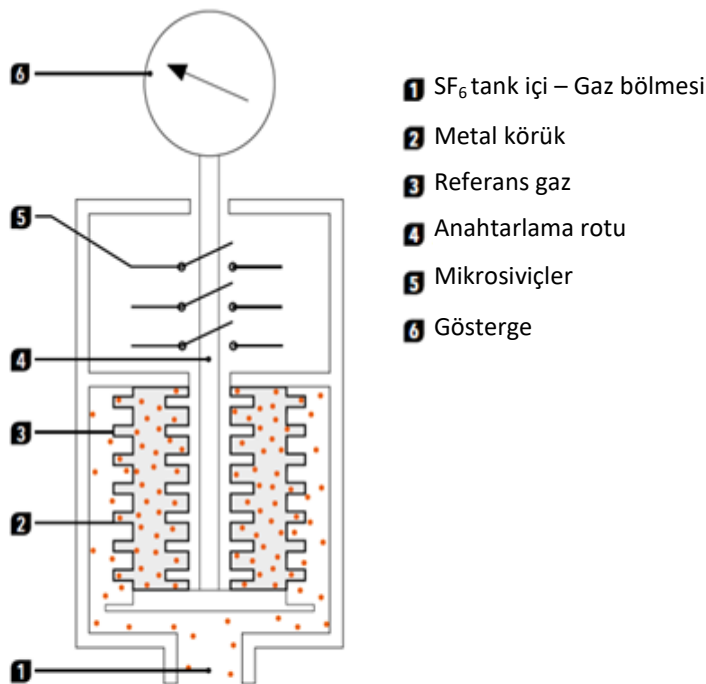 6
5
4
3
2
1
1 SF₆ tank içi – Gaz bölmesi
2 Metal körük
3 Referans gaz
4 Anahtarlama rotu
5 Mikrosiviçler
6 Gösterge